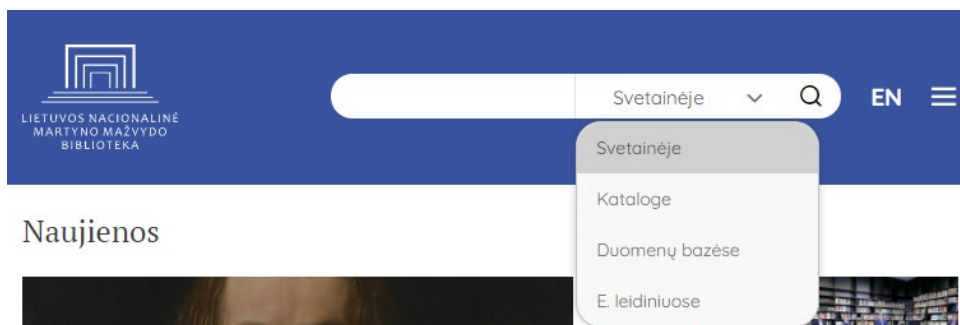 LIETUVOS NACIONALINĖ
MARTYNO MAŽVYDO
BIBLIOTEKA
Svetainėje
EN
Svetainėje
Kataloge
Duomenų bazėse
E. leidiniuose
Naujienos